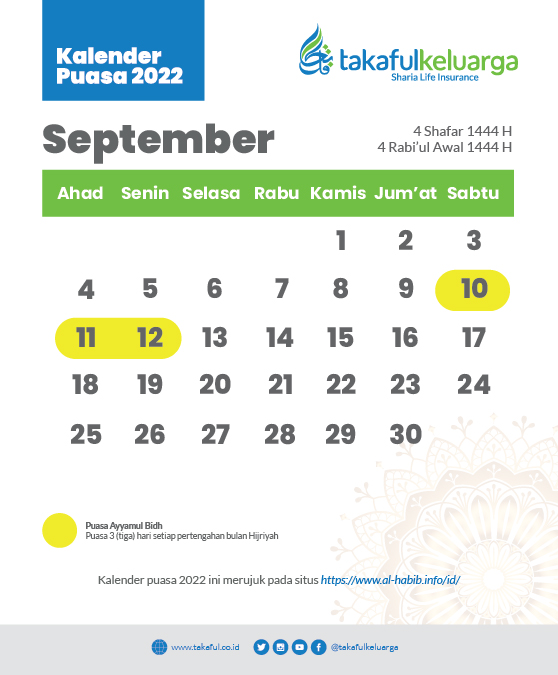 Kalender
Puasa 2022
takafulkeluarga
Sharia Life Insurance
September
4 Shafar 1444 H
4 Rabi'ul Awal 1444 H
Ahad Senin Selasa Rabu Kamis Jum'at Sabtu
1 2 3
4 5 6 7 8 9 10
11 12 13 14 15 16 17
18 19 20 21 22 23 24
25 26 27 28 29 30
Puasa Ayyamul Bidh
Puasa 3 (tiga) hari setiap pertengahan bulan Hijriyah
Kalender puasa 2022 ini merujuk pada situs https://www.al-habib.info/id/
www.takaful.co.id @takafulkeluarga